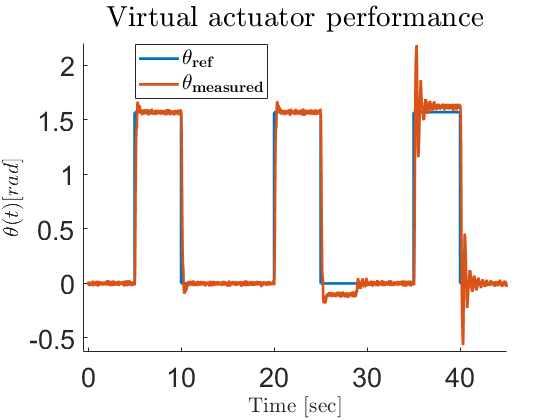 Virtual actuator performance
θref
θmeasured
2
1.5
1
0.5
0
-0.5
θ(t)[rad]
0 10 20 30 40
Time [sec]